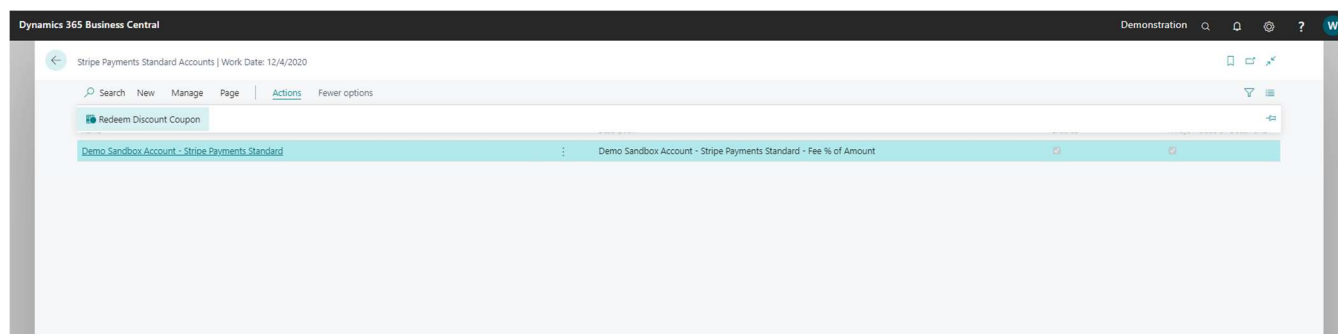 Dynamics 365 Business Central Demonstration ? W
Stripe Payments Standard Accounts | Work Date: 12/4/2020
Search New Manage Page | Actions Fewer options
Redeem Discount Coupon
Demo Sandbox Account - Stripe Payments Standard Demo Sandbox Account - Stripe Payments Standard - Fee % of Amount